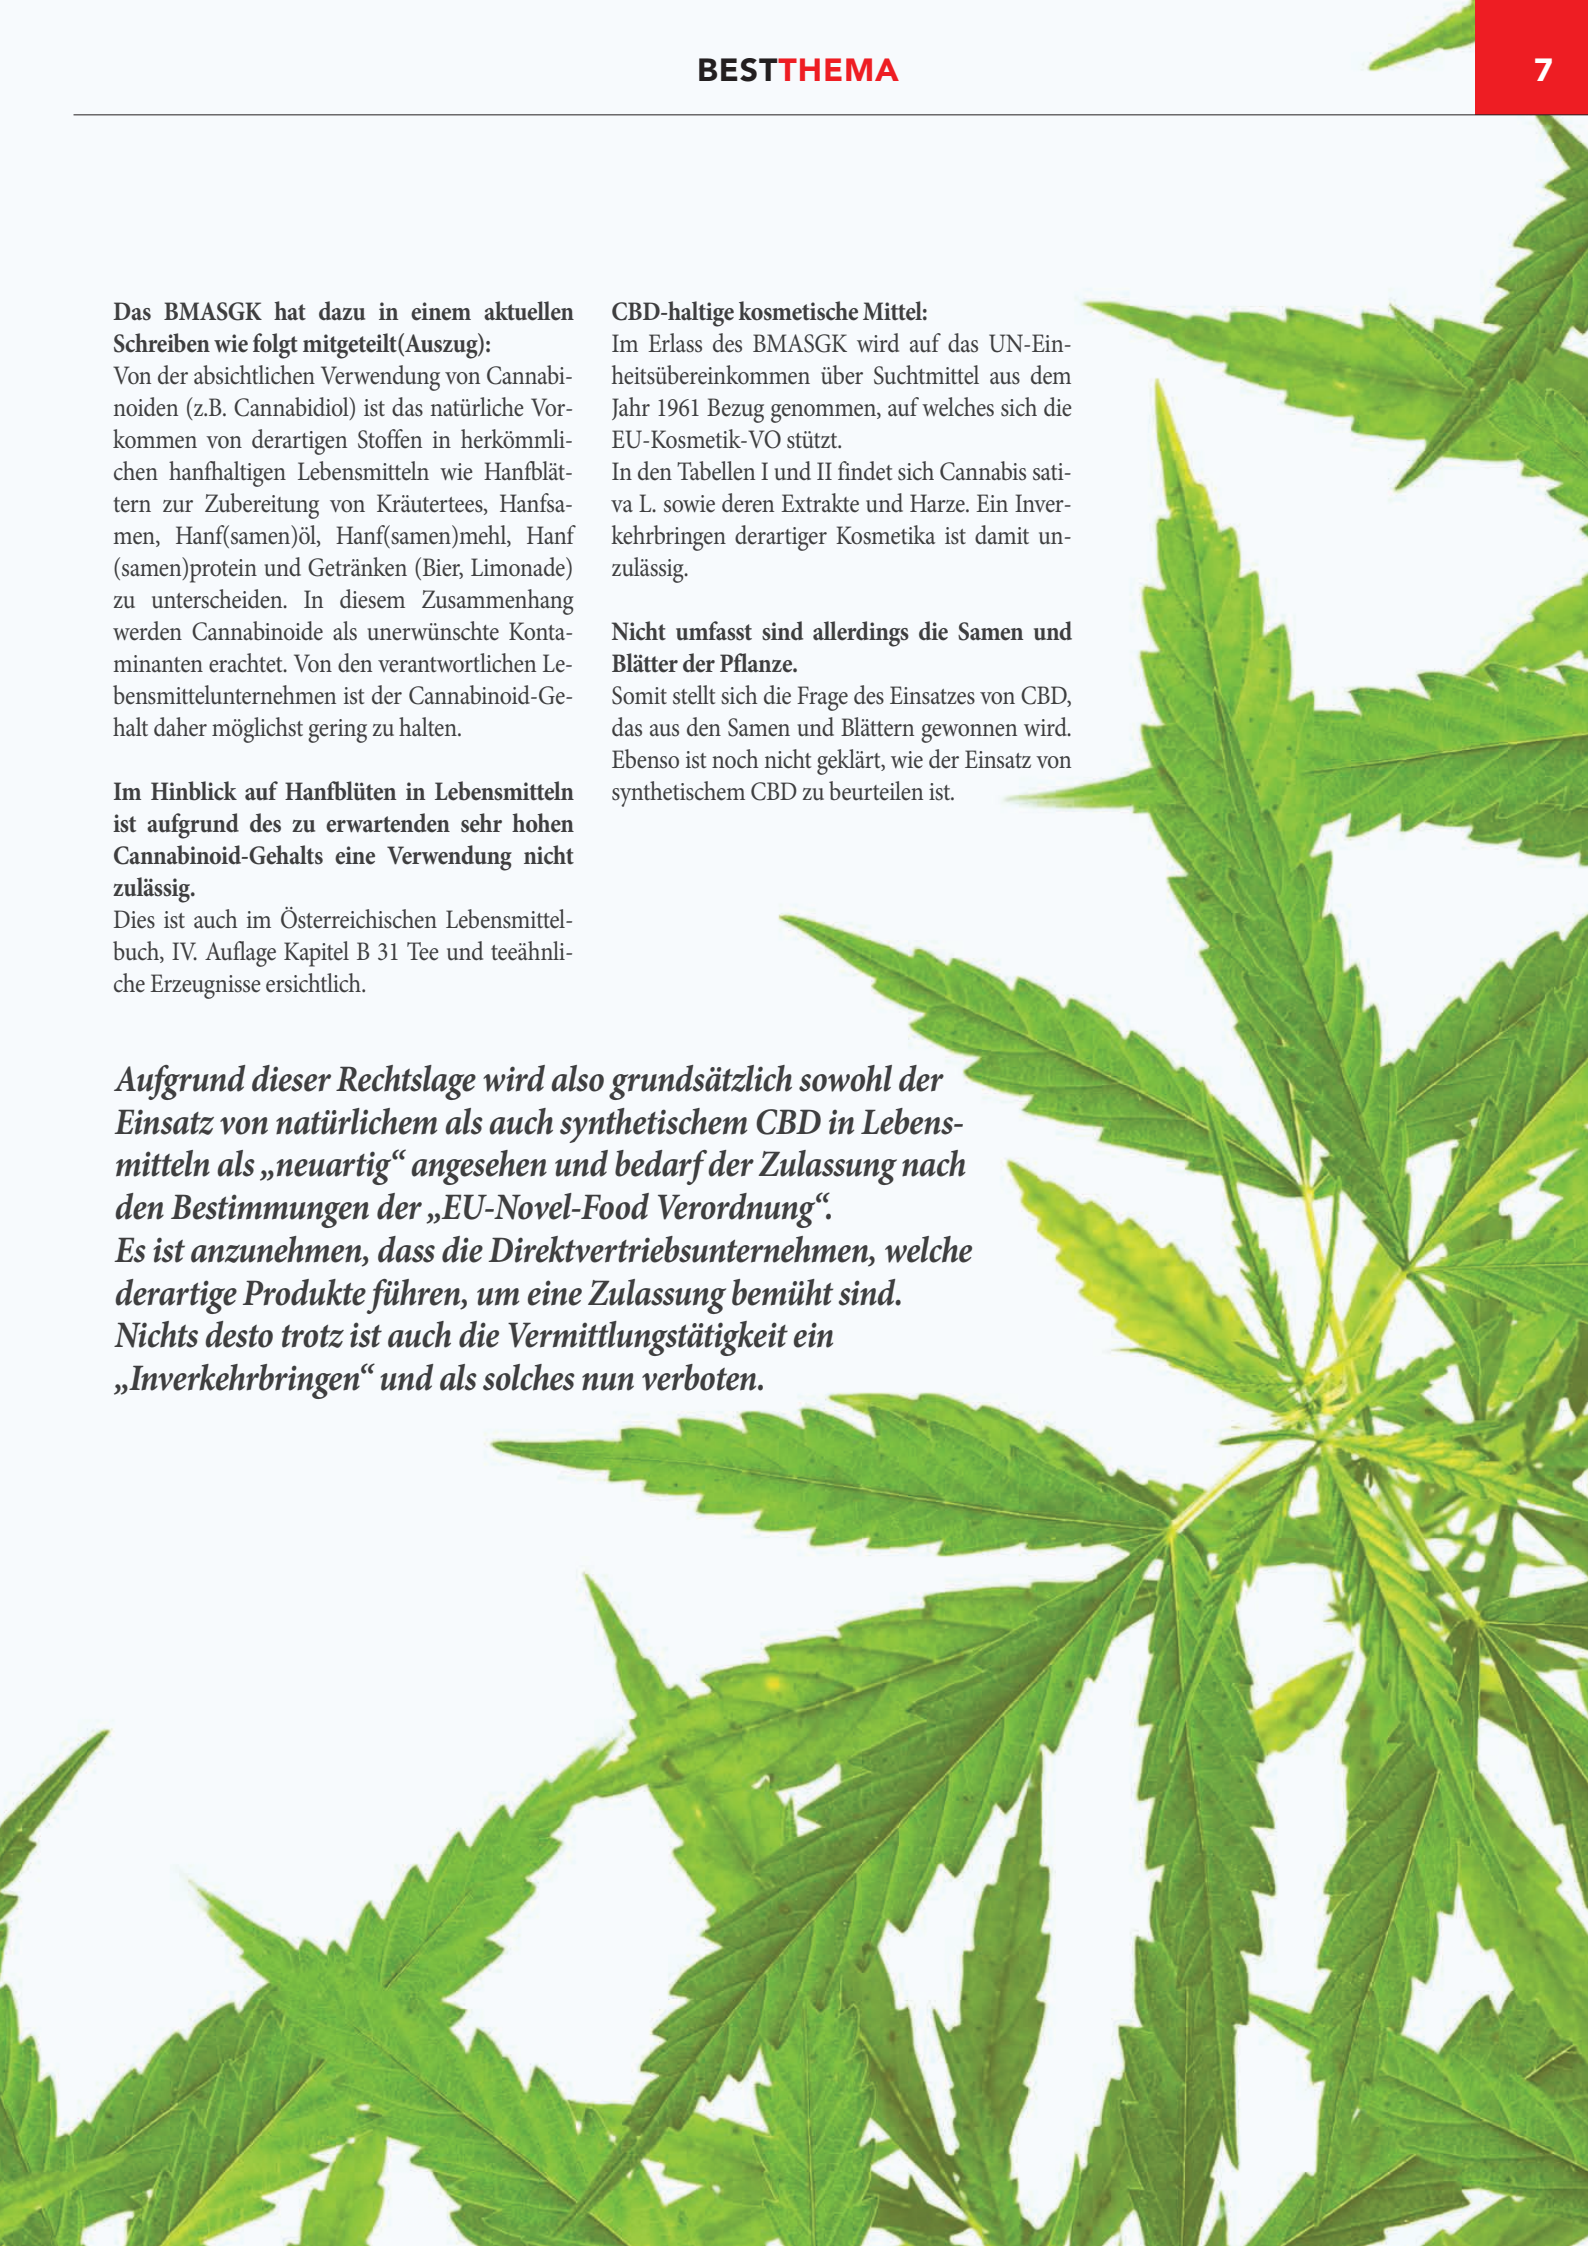 BESTTHEMA
7
Das BMASGK hat dazu in einem aktuellen
Schreiben wie folgt mitgeteilt(Auszug):
Von der absichtlichen Verwendung von Cannabi-
noiden (z.B. Cannabidiol) ist das natürliche Vor-
kommen von derartigen Stoffen in herkömmli-
chen hanfhaltigen Lebensmitteln wie Hanfblät-
tern zur Zubereitung von Kräutertees, Hanfsa-
men, Hanf(samen)öl, Hanf(samen)mehl, Hanf
(samen)protein und Getränken (Bier, Limonade)
zu unterscheiden. In diesem Zusammenhang
werden Cannabinoide als unerwünschte Konta-
minanten erachtet. Von den verantwortlichen Le-
bensmittelunternehmen ist der Cannabinoid-Ge-
halt daher möglichst gering zu halten.
Im Hinblick auf Hanfblüten in Lebensmitteln
ist aufgrund des zu erwartenden sehr hohen
Cannabinoid-Gehalts eine Verwendung nicht
zulässig.
Dies ist auch im Österreichischen Lebensmittel-
buch, IV. Auflage Kapitel B 31 Tee und teeähnli-
che Erzeugnisse ersichtlich.
CBD-haltige kosmetische Mittel:
Im Erlass des BMASGK wird auf das UN-Ein-
heitsübereinkommen über Suchtmittel aus dem
Jahr 1961 Bezug genommen, auf welches sich die
EU-Kosmetik-VO stützt.
In den Tabellen I und II findet sich Cannabis sati-
va L. sowie deren Extrakte und Harze. Ein Inver-
kehrbringen derartiger Kosmetika ist damit un-
zulässig.
Nicht umfasst sind allerdings die Samen und
Blätter der Pflanze.
Somit stellt sich die Frage des Einsatzes von CBD,
das aus den Samen und Blättern gewonnen wird.
Ebenso ist noch nicht geklärt, wie der Einsatz von
synthetischem CBD zu beurteilen ist.
Aufgrund dieser Rechtslage wird also grundsätzlich sowohl der
Einsatz von natürlichem als auch synthetischem CBD in Lebens-
mitteln als „neuartig“ angesehen und bedarf der Zulassung nach
den Bestimmungen der „EU-Novel-Food Verordnung“.
Es ist anzunehmen, dass die Direktvertriebsunternehmen, welche
derartige Produkte führen, um eine Zulassung bemüht sind.
Nichts desto trotz ist auch die Vermittlungstätigkeit ein
„Inverkehrbringen“ und als solches nun verboten.